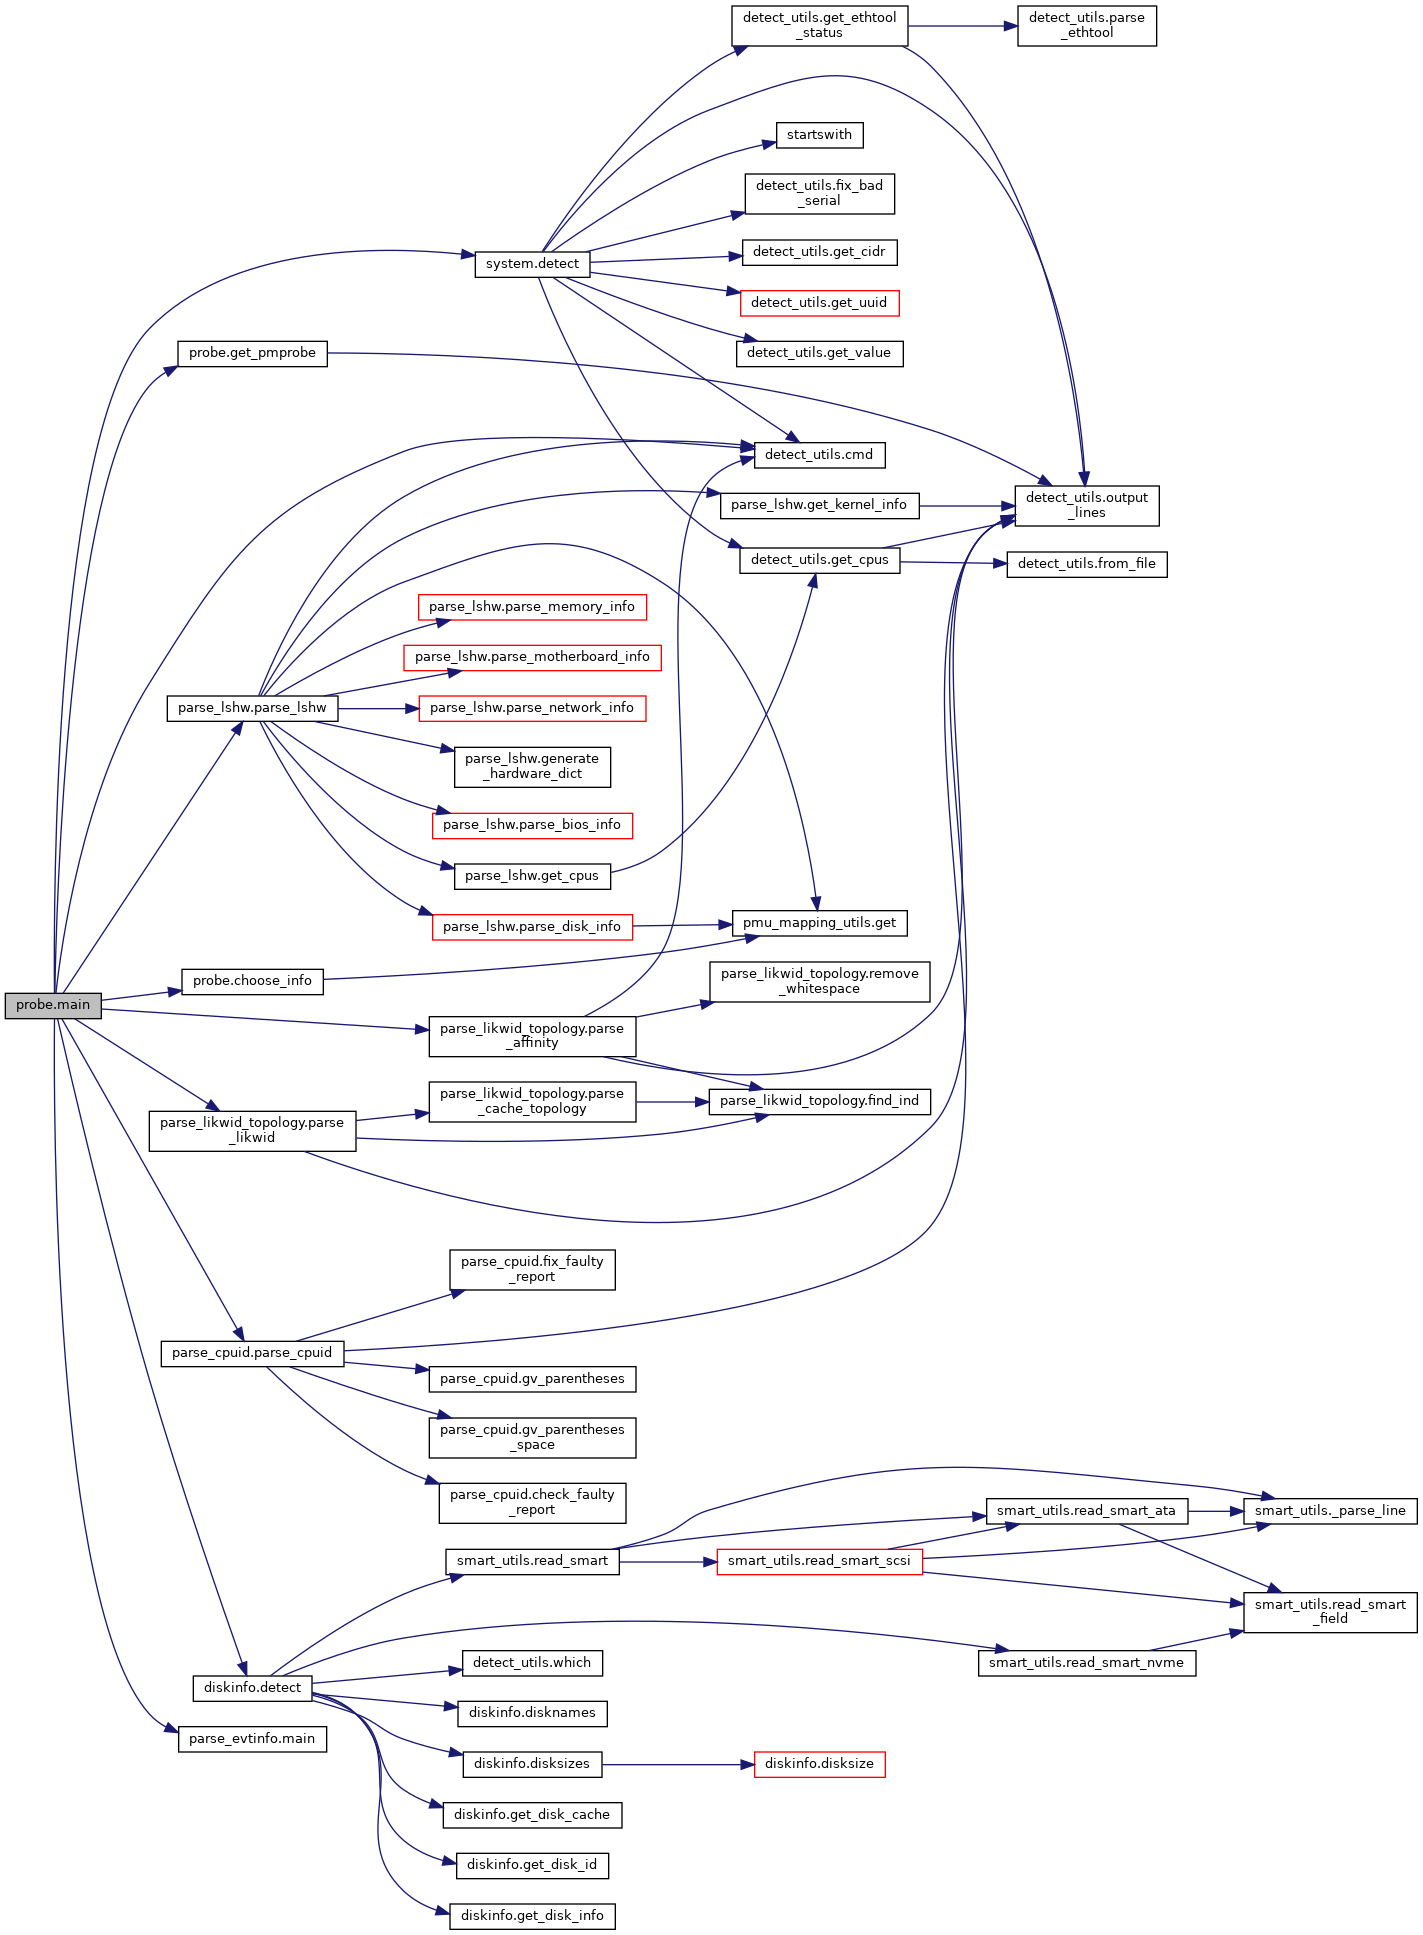 detect_utils.get_ethtool
_status
detect_utils.parse
_ethtool
startswith
detect_utils.fix_bad
_serial
detect_utils.get_cidr
system.detect
detect_utils.get_uuid
probe.get_pmprobe
detect_utils.get_value
detect_utils.cmd
parse_lshw.get_kernel_info
detect_utils.output
_lines
detect_utils.get_cpus
detect_utils.from_file
parse_lshw.parse_memory_info
parse_lshw.parse_motherboard_info
parse_lshw.parse_lshw
parse_lshw.parse_network_info
parse_lshw.generate
_hardware_dict
parse_lshw.parse_bios_info
parse_lshw.get_cpus
parse_lshw.parse_disk_info
pmu_mapping_utils.get
probe.choose_info
parse_likwid_topology.remove
_whitespace
probe.main
parse_likwid_topology.parse
_affinity
parse_likwid_topology.parse
_cache_topology
parse_likwid_topology.find_ind
parse_likwid_topology.parse
_likwid
parse_cpuid.fix_faulty
_report
parse_cpuid.parse_cpuid
parse_cpuid.gv_parentheses
parse_cpuid.gv_parentheses
_space
parse_cpuid.check_faulty
_report
smart_utils.read_smart_ata
smart_utils._parse_line
smart_utils.read_smart
smart_utils.read_smart_scsi
smart_utils.read_smart
_field
detect_utils.which
smart_utils.read_smart_nvme
diskinfo.detect
diskinfo.disknames
parse_evtinfo.main
diskinfo.disksizes
diskinfo.disksize
diskinfo.get_disk_cache
diskinfo.get_disk_id
diskinfo.get_disk_info